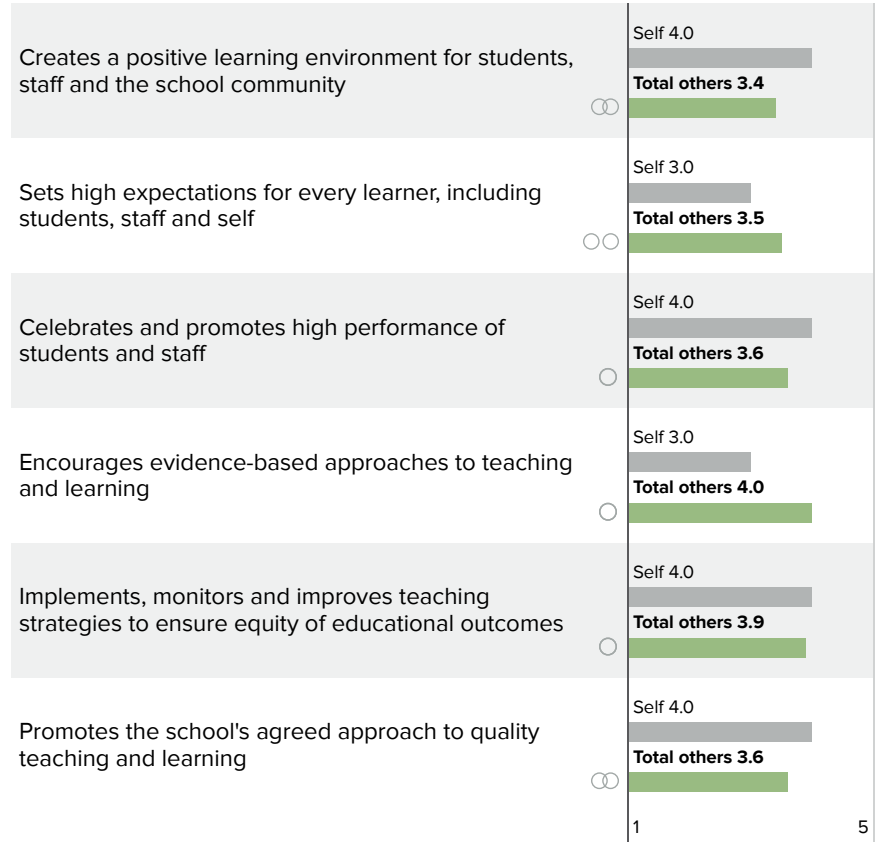 Self 4.0
Creates a positive learning environment for students,
staff and the school community
Total others 3.4
Self 3.0
Sets high expectations for every learner, including
students, staff and self
Total others 3.5
Self 4.0
Celebrates and promotes high performance of
students and staff
Total others 3.6
Self 3.0
Encourages evidence-based approaches to teaching
and learning
Total others 4.0
Self 4.0
Implements, monitors and improves teaching
strategies to ensure equity of educational outcomes
Total others 3.9
Self 4.0
Promotes the school's agreed approach to quality
teaching and learning
Total others 3.6
1 5